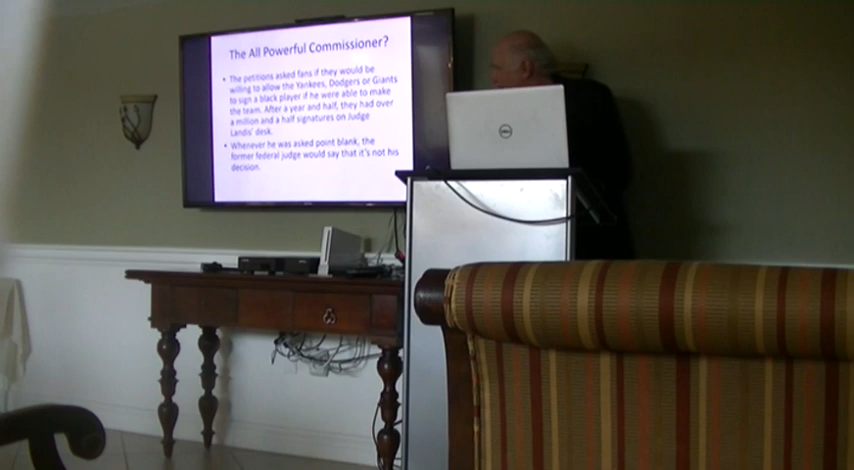 The All Powerful Commissioner?
• The petitions asked fans if they would be
willing to allow the Yankees, Dodgers or Giants
to sign a black player if he were able to make
the team. After a year and half, they had over
a million and a half signatures on Judge
Landis' desk.
• Whenever he was asked point blank, the
former federal judge would say that it's not his
decision.
DELL